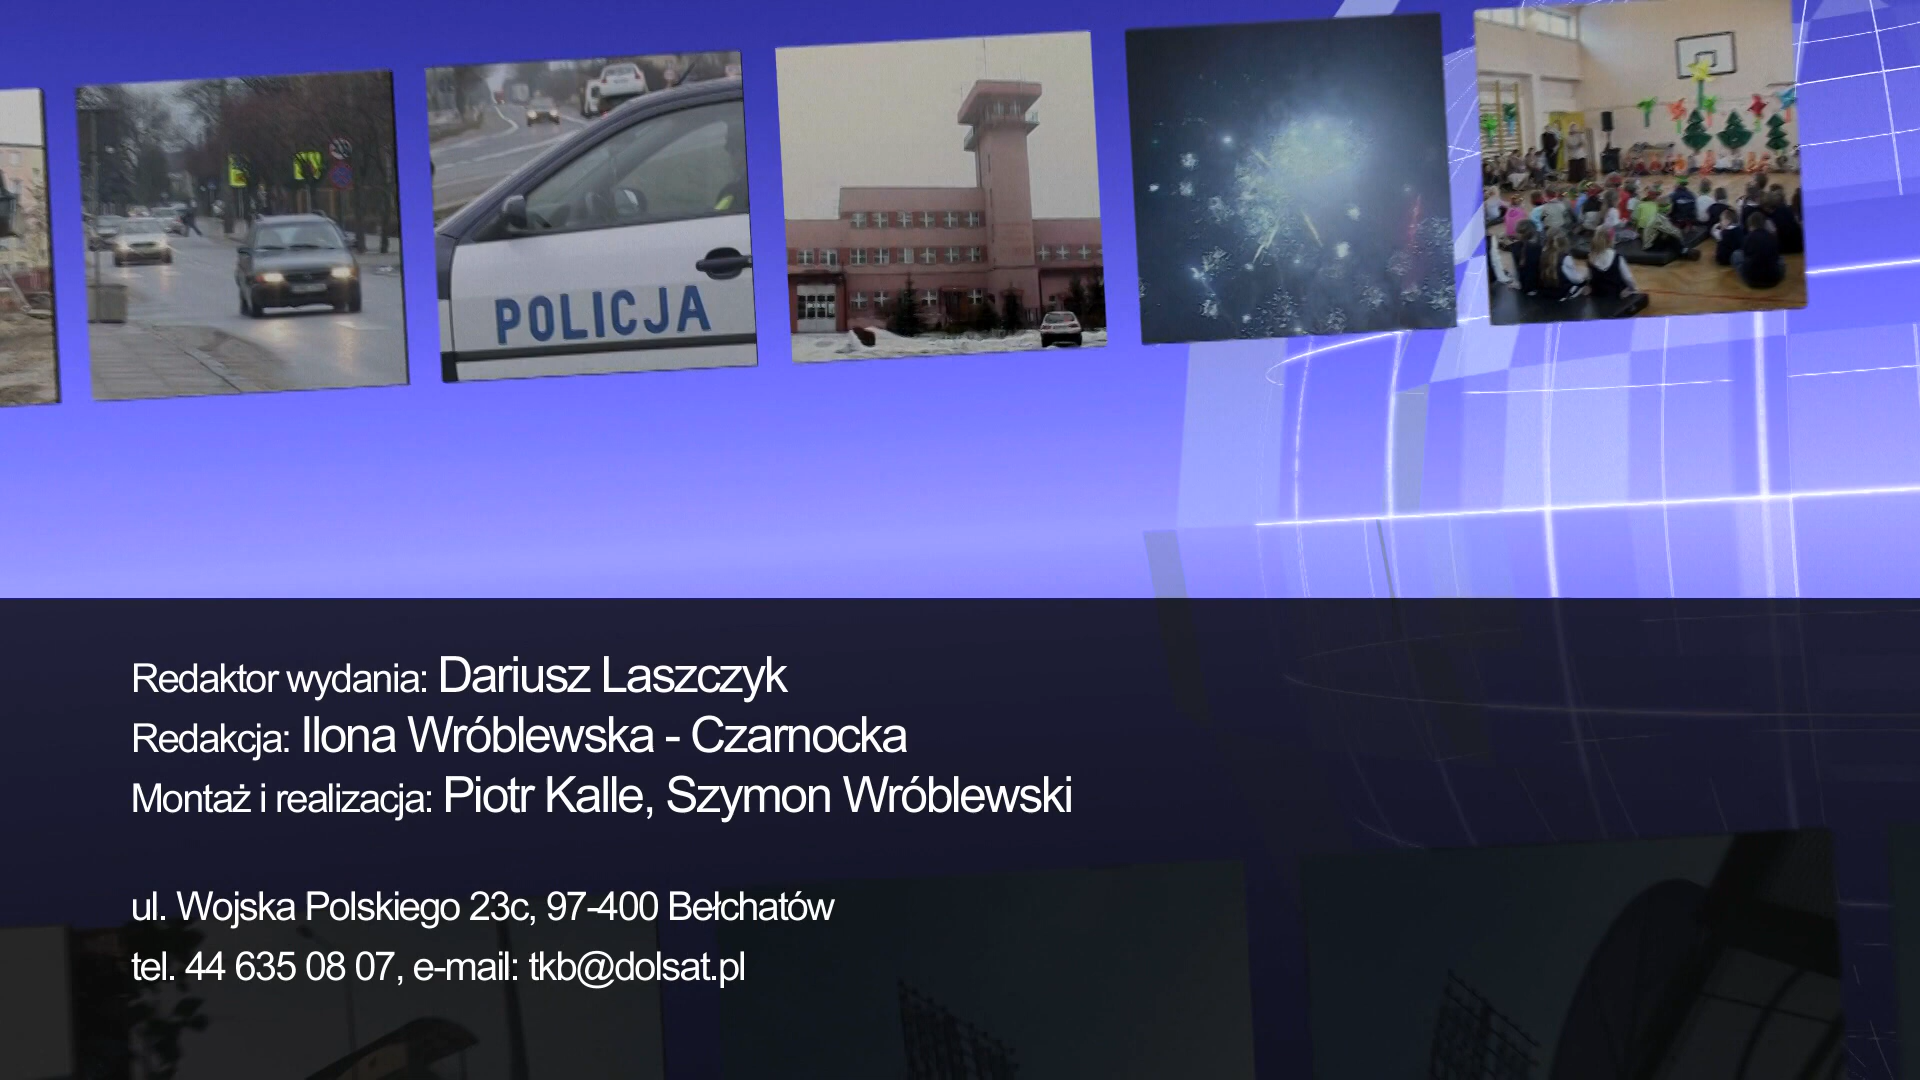 POLICJA
Redaktor wydania: Dariusz Laszczyk
Redakcja: Ilona Wróblewska - Czarnocka
Montaż i realizacja: Piotr Kalle, Szymon Wróblewski
ul. Wojska Polskiego 23c, 97-400 Bełchatów
tel. 44 635 08 07, e-mail: tkb@dolsat.pl